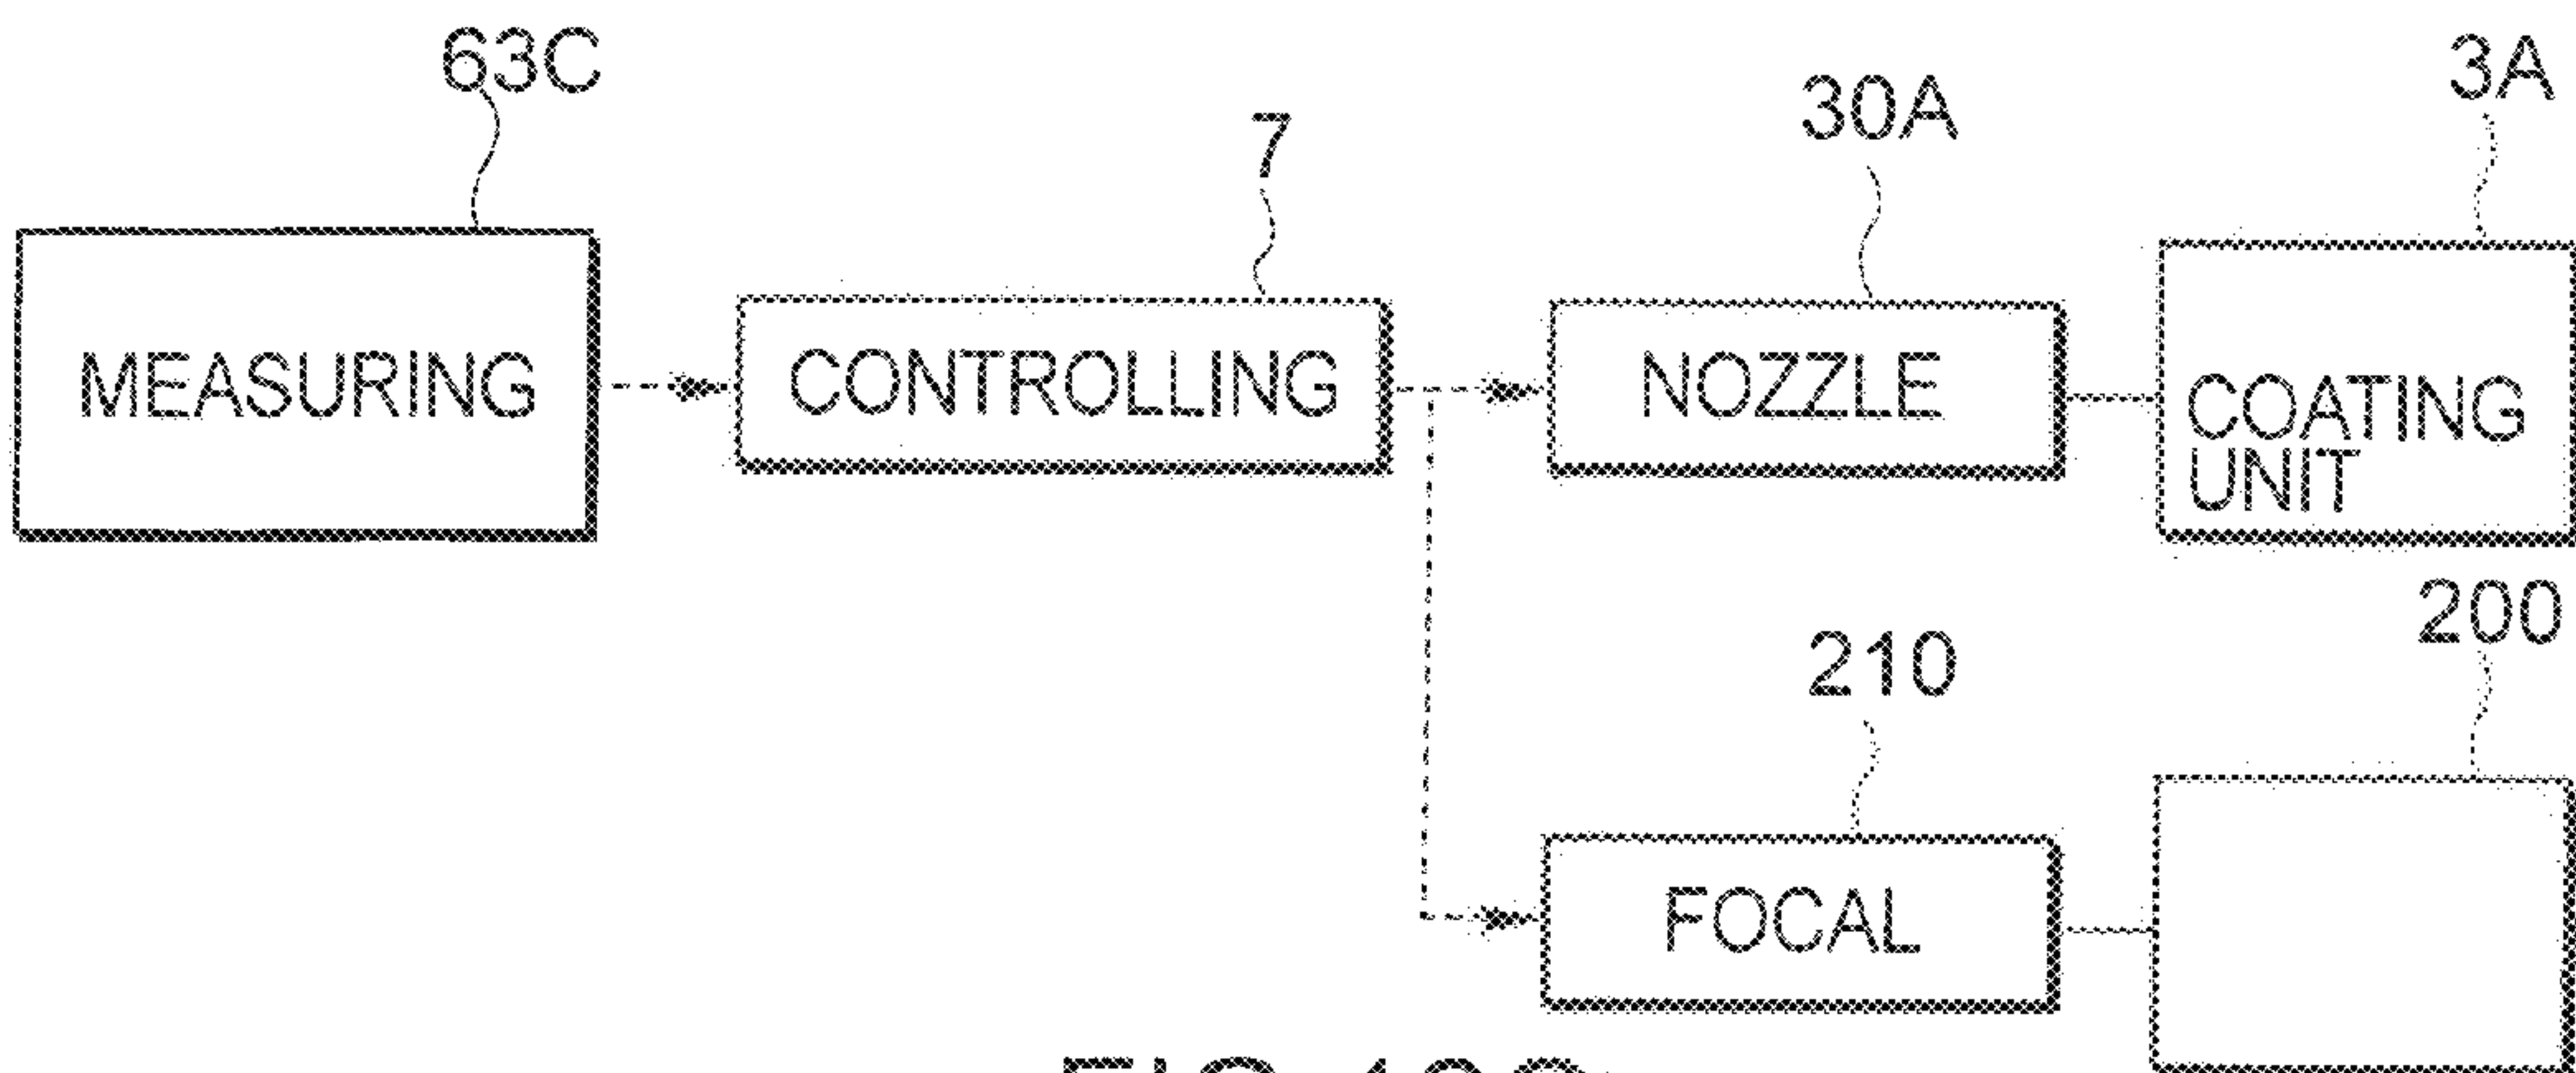 63C
7
30A
3A
MEASURING
CONTROLLING
NOZZLE
COATING
UNIT
210
200
FOCAL